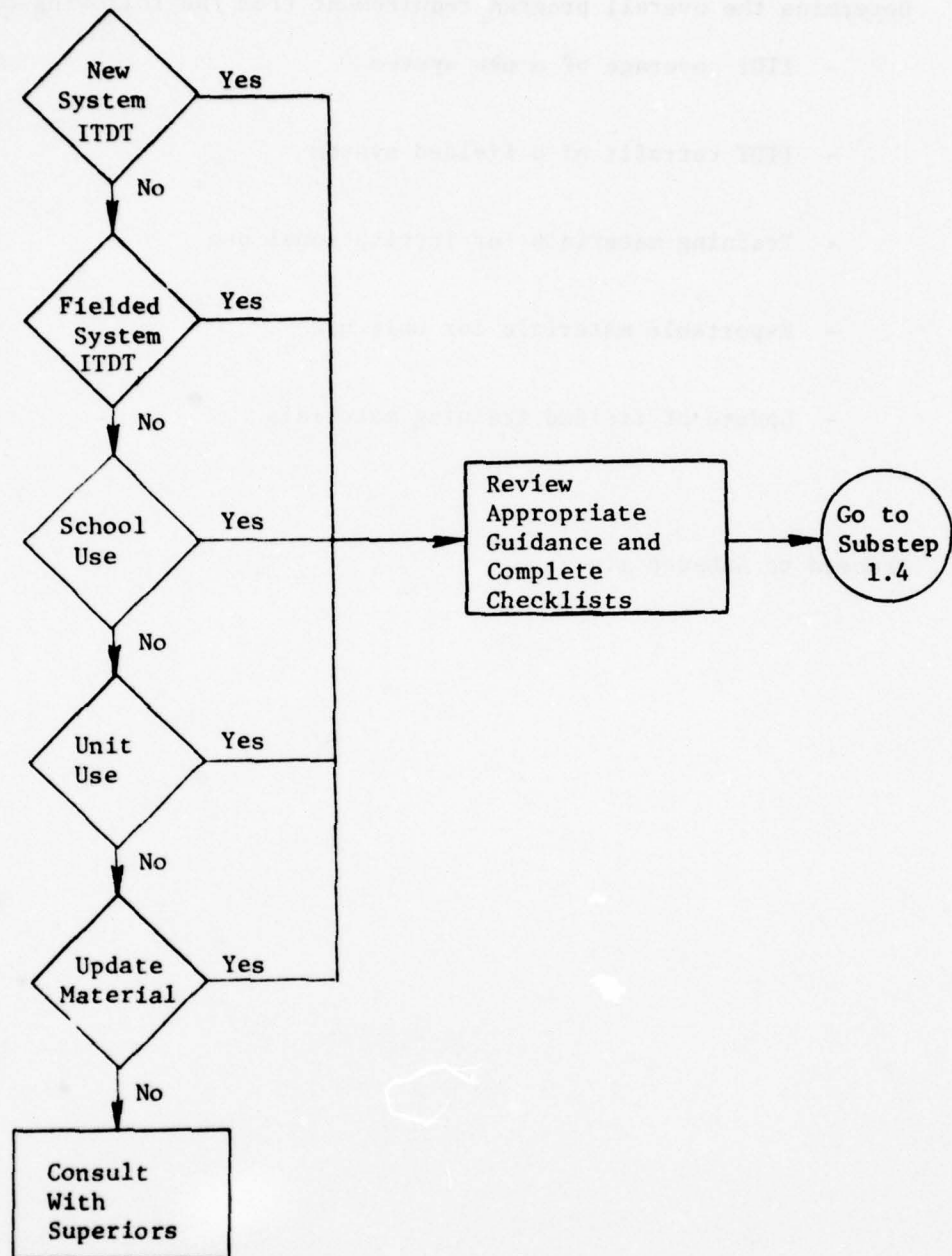 New
System
ITDT
Yes
No
Fielded
System
ITDT
Yes
No
School
Use
Yes
No
Unit
Use
Yes
No
Update
Material
Yes
No
Consult
With
Superiors
Review
Appropriate
Guidance and
Complete
Checklists
Go to
Substep
1.4